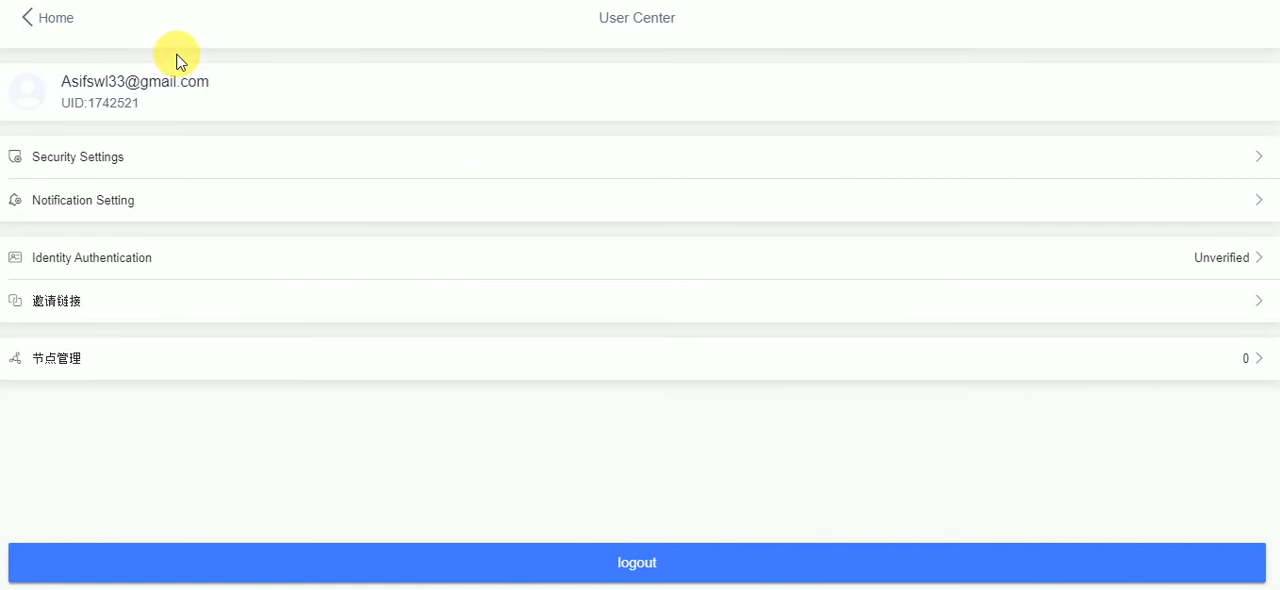 Home
User Center
Asifswl33@gmail.com
UID:1742521
Security Settings
Notification Setting
Identity Authentication
Unverified
邀请链接
节点管理
0
logout